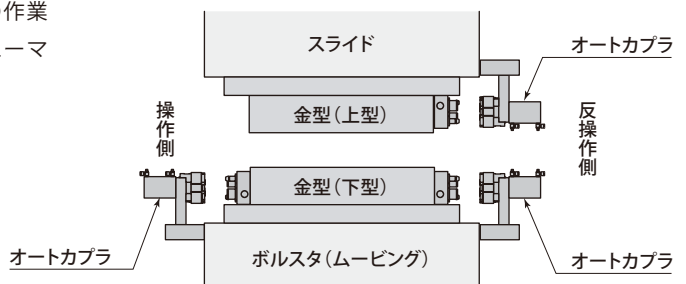 作業
ーマ
スライド
オートカプラ
金型(上型)
操作側
反操作側
金型(下型)
オートカプラ
ボルスタ(ムービング)
オートカプラ